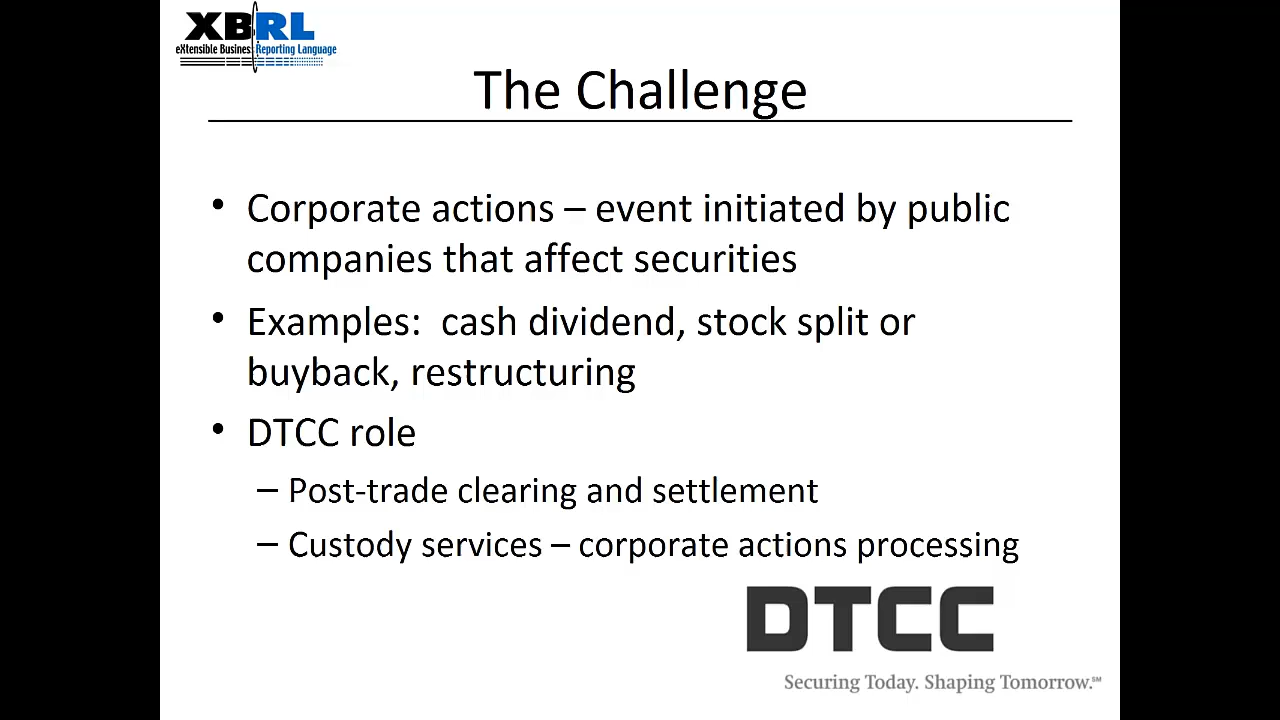 XBRL
eXtensible Business Reporting Language
The Challenge
• Corporate actions – event initiated by public
companies that affect securities
• Examples:  cash dividend, stock split or
buyback, restructuring
• DTCC role
– Post-trade clearing and settlement
– Custody services – corporate actions processing
DTCC
Securing Today. Shaping Tomorrow.℠